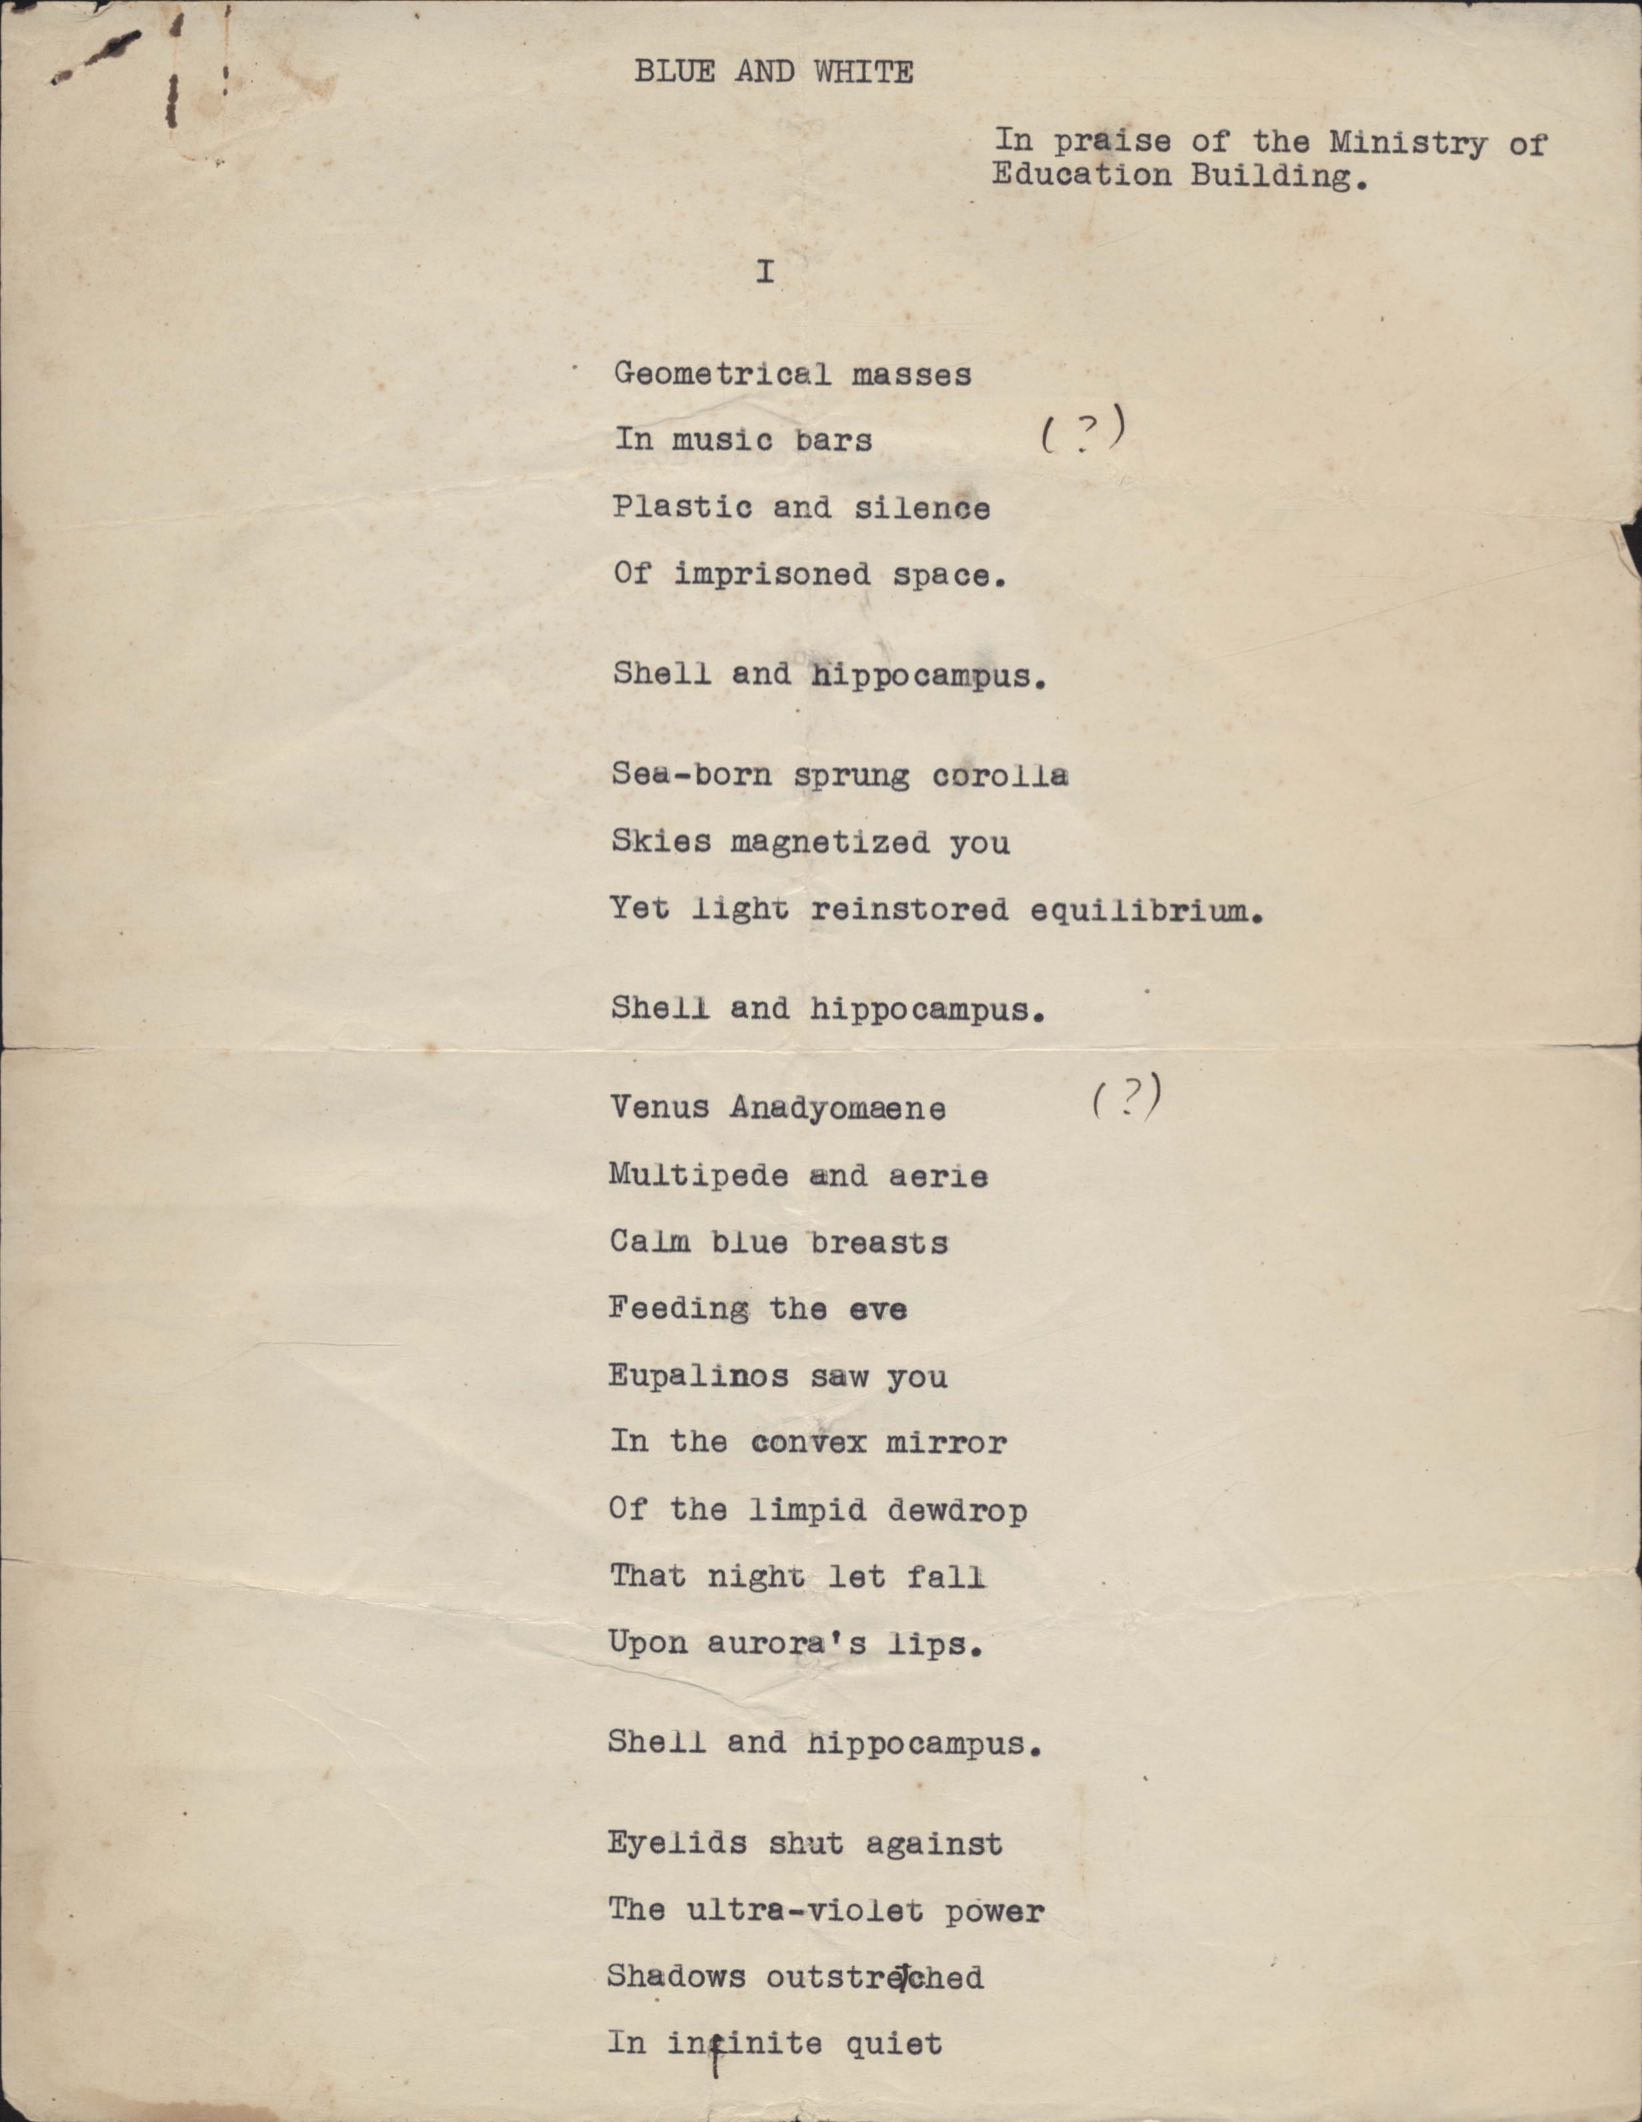 BLUE AND WHITE
In praise of the Ministry of
Education Building.
I
Geometrical masses
In music bars (?)
Plastic and silence
Of imprisoned space.
Shell and hippocampus.
Sea-born sprung corolla
Skies magnetized you
Yet light reinstored equilibrium.
Shell and hippocampus.
Venus Anadyomaene (?)
Multipede and aerie
Calm blue breasts
Feeding the eve
Eupalinos saw you
In the convex mirror
Of the limpid dewdrop
That night let fall
Upon aurora's lips.
Shell and hippocampus.
Eyelids shut against
The ultra-violet power
Shadows outstretched
In infinite quiet